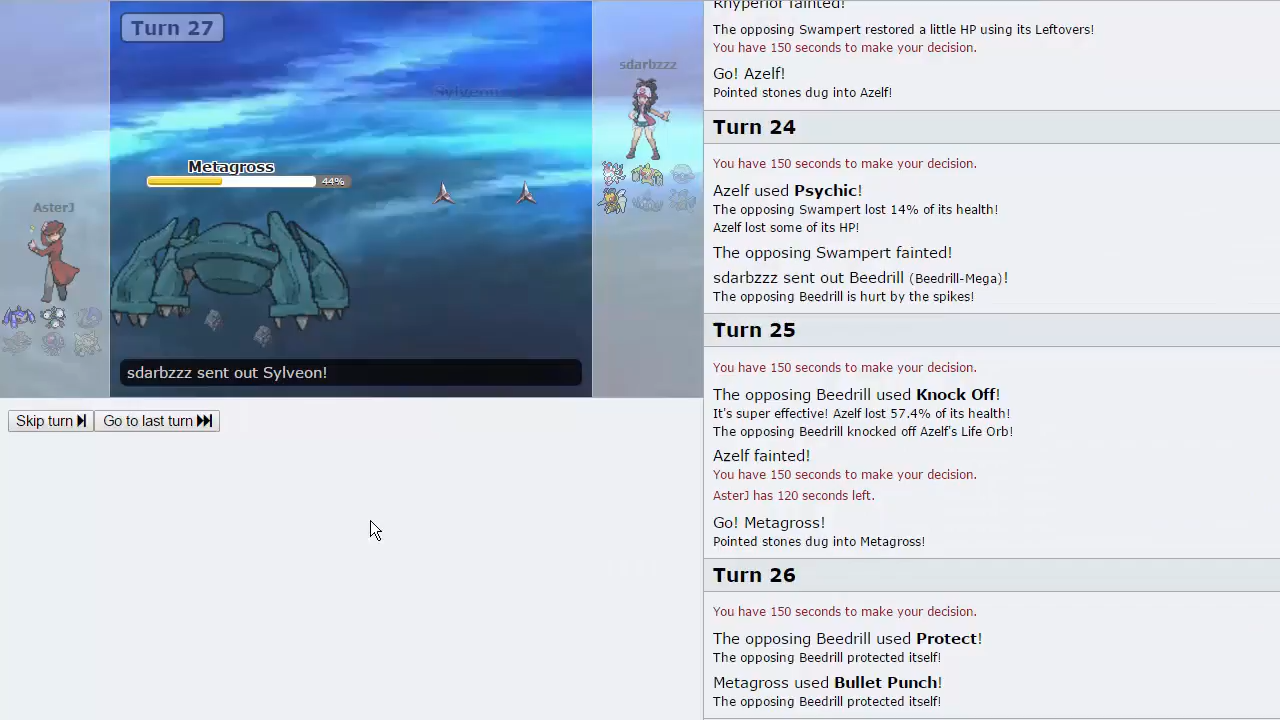 Turn 27
Sylveon
Metagross
44%
AsterJ
sdarbzzz
sdarbzzz sent out Sylveon!
Skip turn
Go to last turn
Rhyperior fainted!
The opposing Swampert restored a little HP using its Leftovers!
You have 150 seconds to make your decision.
Go! Azelf!
Pointed stones dug into Azelf!
Turn 24
You have 150 seconds to make your decision.
Azelf used Psychic!
The opposing Swampert lost 14% of its health!
Azelf lost some of its HP!
The opposing Swampert fainted!
sdarbzzz sent out Beedrill (Beedrill-Mega)!
The opposing Beedrill is hurt by the spikes!
Turn 25
You have 150 seconds to make your decision.
The opposing Beedrill used Knock Off!
It's super effective! Azelf lost 57.4% of its health!
The opposing Beedrill knocked off Azelf's Life Orb!
Azelf fainted!
You have 150 seconds to make your decision.
AsterJ has 120 seconds left.
Go! Metagross!
Pointed stones dug into Metagross!
Turn 26
You have 150 seconds to make your decision.
The opposing Beedrill used Protect!
The opposing Beedrill protected itself!
Metagross used Bullet Punch!
The opposing Beedrill protected itself!